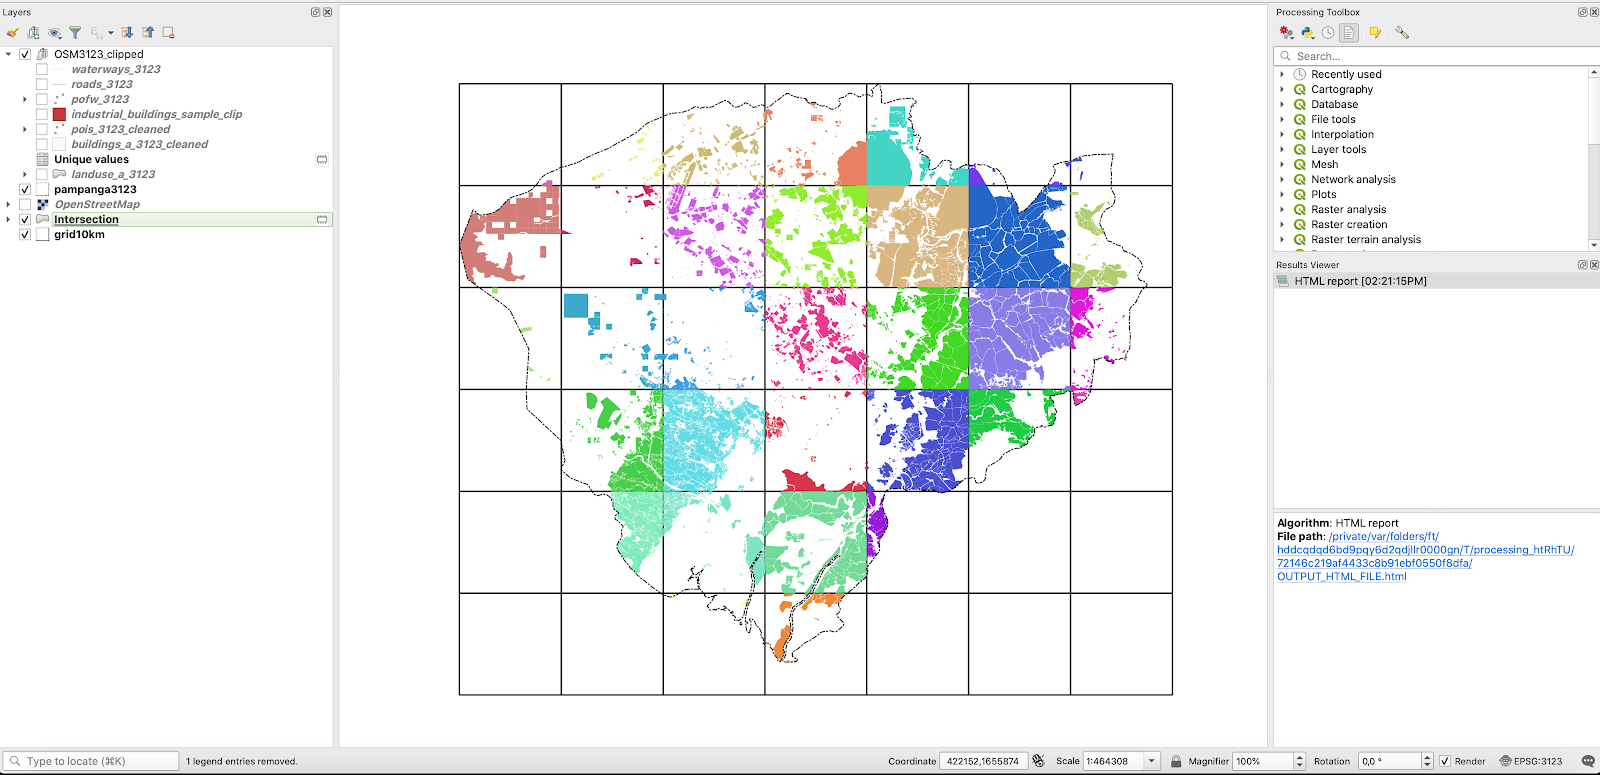 Layers
OSM3123_clipped
waterways_3123
roads_3123
pofw_3123
industrial_buildings_sample_clip
pois_3123_cleaned
buildings_a_3123_cleaned
Unique values
landuse_a_3123
pampanga3123
OpenStreetMap
Intersection
grid10km
Processing Toolbox
Search...
Recently used
Cartography
Database
File tools
Interpolation
Layer tools
Mesh
Network analysis
Plots
Raster analysis
Raster creation
Raster terrain analysis
Results Viewer
HTML report [02:21:15PM]
Algorithm: HTML report
File path: /private/var/folders/ft/
hddcqdqd6bd9pqy6d2qdjllr0000gn/T/processing_htRhTU/
72146c219af4433c8b91ebf0550f8dfa/
OUTPUT_HTML_FILE.html
Type to locate (⌘K)
1 legend entries removed.
Coordinate 422152,1655874
Scale 1:464308
Magnifier 100%
Rotation 0,0 °
Render
EPSG:3123